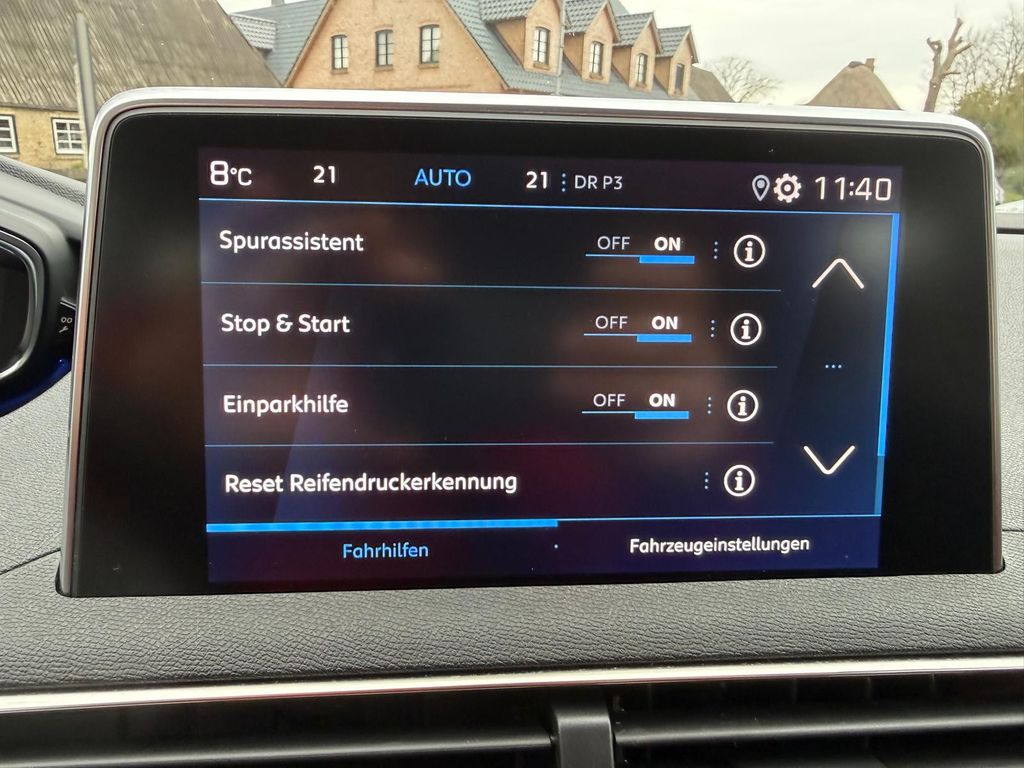 8°C 21 AUTO 21 DR P3 11:40
Spurassistent OFF ON
Stop & Start OFF ON
Einparkhilfe OFF ON
Reset Reifendruckerkennung
Fahrhilfen Fahrzeugeinstellungen